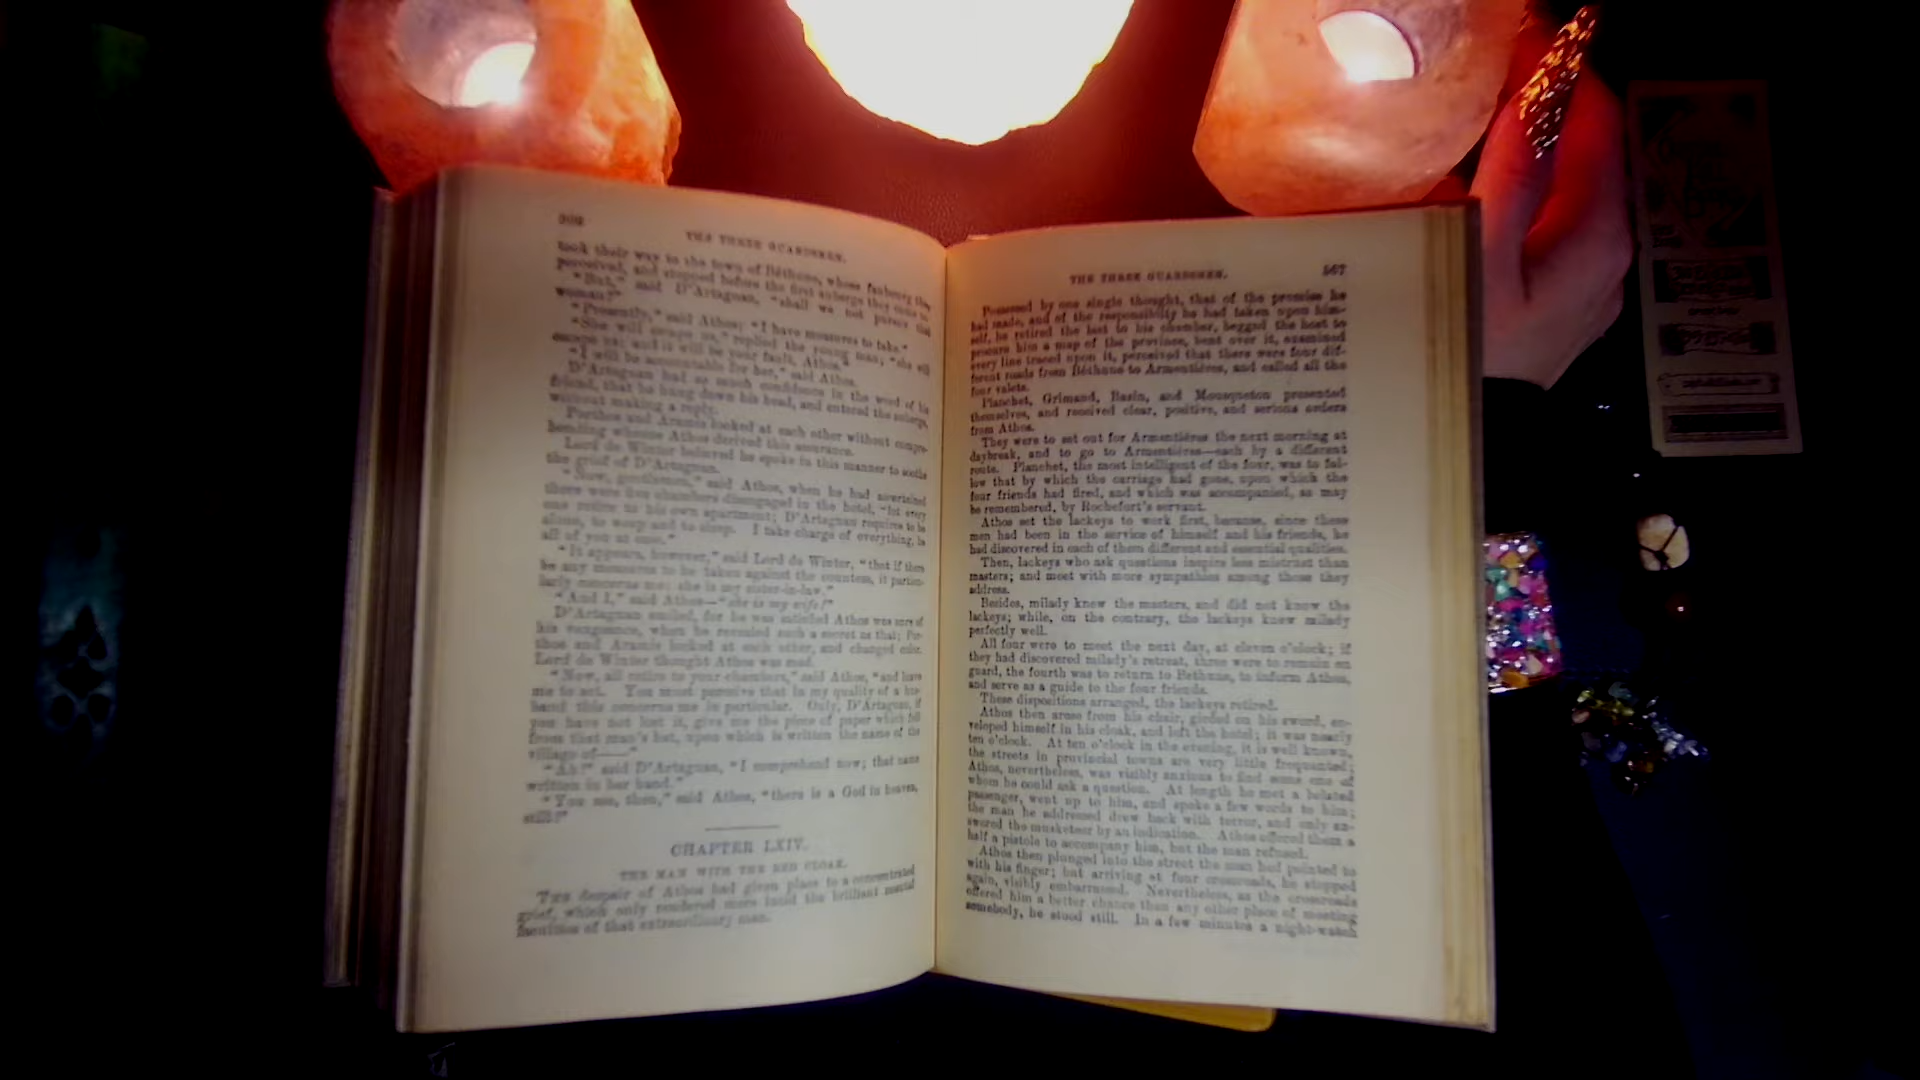 THE THREE GUARDSMEN.
took their way to the town of Béthune, whose faubourg they
perceived, and stopped before the first auberge they came to.
"But," said D'Artagnan, "shall we not pursue that
woman?"
"Presently," said Athos; "I have measures to take."
"She will escape us," replied the young man; "she will
escape us; and it will be your fault, Athos."
"I will be accountable for her," said Athos.
D'Artagnan had so much confidence in the word of his
friend, that he hung down his head, and entered the auberge,
without making a reply.
Porthos and Aramis looked at each other without compre-
hending whence Athos derived this assurance.
Lord de Winter believed he spoke in this manner to soothe
the grief of D'Artagnan.
"Now, gentlemen," said Athos, when he had ascertained
there were five chambers disengaged in the hotel, "let every
one retire to his own apartment; D'Artagnan requires to be
alone, to weep and to sleep. I take charge of everything, be
all of you at ease."
"It appears, however," said Lord de Winter, "that if there
be any measures to be taken against the countess, it particu-
larly concerns me; she is my sister-in-law."
"And I," said Athos—"she is my wife!"
D'Artagnan smiled, for he was satisfied Athos was sure of
his vengeance, when he revealed such a secret as that; Por-
thos and Aramis looked at each other, and changed color.
Lord de Winter thought Athos was mad.
"Now, all retire to your chambers," said Athos, "and leave
me to act. You must perceive that in my quality of a hus-
band this concerns me in particular. Only, D'Artagnan, if
you have not lost it, give me the piece of paper which fell
from that man's hat, upon which is written the name of the
village of——"
"Ah!" said D'Artagnan, "I comprehend now; that name
written in her hand."
"You see, then," said Athos, "there is a God in heaven,
still!"
CHAPTER LXIV.
THE MAN WITH THE RED CLOAK.
THE despair of Athos had given place to a concentrated
grief, which only rendered more lucid the brilliant mental
faculties of that extraordinary man.
THE THREE GUARDSMEN. 567
Possessed by one single thought, that of the promise he
had made, and of the responsibility he had taken upon him-
self, he retired the last to his chamber, begged the host to
procure him a map of the province, bent over it, examined
every line traced upon it, perceived that there were four dif-
ferent roads from Béthune to Armentières, and called all the
four valets.
Planchet, Grimaud, Bazin, and Mousqueton presented
themselves, and received clear, positive, and serious orders
from Athos.
They were to set out for Armentières the next morning at
daybreak, and to go to Armentières—each by a different
route. Planchet, the most intelligent of the four, was to fol-
low that by which the carriage had gone, upon which the
four friends had fired, and which was accompanied, as may
be remembered, by Rochefort's servant.
Athos set the lackeys to work first, because, since these
men had been in the service of himself and his friends, he
had discovered in each of them different and essential qualities.
Then, lackeys who ask questions inspire less mistrust than
masters; and meet with more sympathies among those they
address.
Besides, milady knew the masters, and did not know the
lackeys; while, on the contrary, the lackeys knew milady
perfectly well.
All four were to meet the next day, at eleven o'clock; if
they had discovered milady's retreat, three were to remain on
guard, the fourth was to return to Béthune, to inform Athos,
and serve as a guide to the four friends.
These dispositions arranged, the lackeys retired.
Athos then arose from his chair, girded on his sword, en-
veloped himself in his cloak, and left the hotel; it was nearly
ten o'clock. At ten o'clock in the evening, it is well known,
the streets in provincial towns are very little frequented;
Athos, nevertheless, was visibly anxious to find some one of
whom he could ask a question. At length he met a belated
passenger, went up to him, and spoke a few words to him;
the man he addressed drew back with terror, and only an-
swered the musketeer by an indication. Athos offered them a
half a pistole to accompany him, but the man refused.
Athos then plunged into the street the man had pointed to
with his finger; but arriving at four crossroads, he stopped
again, visibly embarrassed. Nevertheless, as the crossroads
offered him a better chance than any other place of meeting
somebody, he stood still. In a few minutes a night-watch